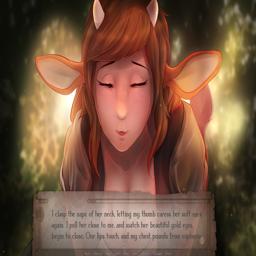 I clasp the nape of her neck, letting my thumb caress her soft ears
again. I pull her close to me, and watch her beautiful gold eyes
begin to close. Our lips touch, and my chest pounds from